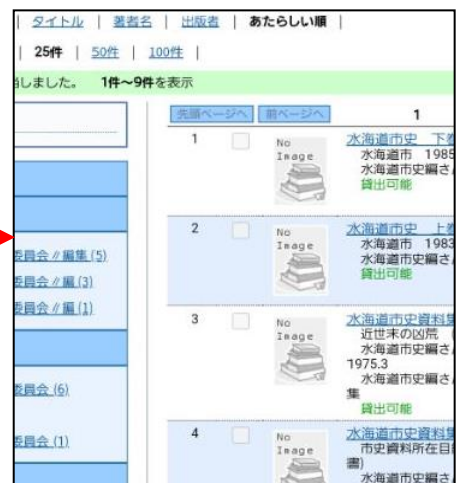 | タイトル | 著者名 | 出版者 | あたらしい順 |
| 25件 | 50件 | 100件 |
しました。 1件～9件を表示
先頭ページへ 前ページへ 1
委員会//編集(5)
委員会//編(3)
委員会//編(1)
委員会 (6)
委員会 (1)
1 No Image 水海道市史 下巻
水海道市 1985
水海道市史編さ
貸出可能
2 No Image 水海道市史 上巻
水海道市 1983
水海道市史編さ
貸出可能
3 No Image 水海道市史資料集
近世末の凶荒
水海道市史編さ
1975.3
水海道市史編さ
集
貸出可能
4 No Image 水海道市史資料集
市史資料所在目
書)
水海道市史編さ